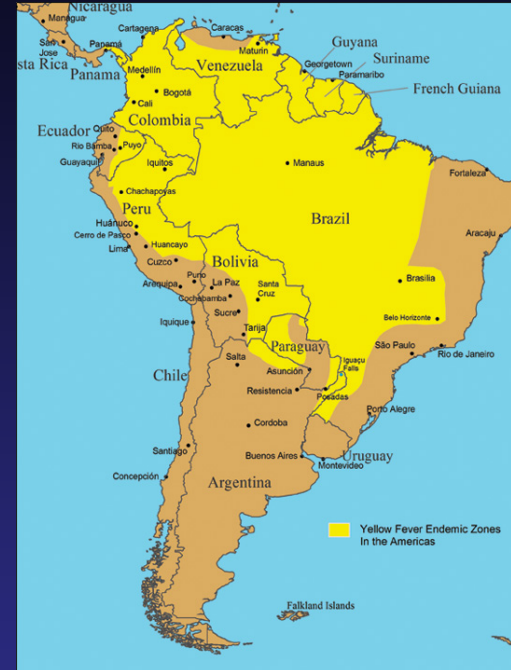 Nicaragua
Managua
Cartagena
Caracas
San
Jose
Panamá
Maturin
Guyana
sta Rica
Panama
Venezuela
Georgetown
Suriname
Medellín
Paramaribo
Bogotá
French Guiana
Cali
Colombia
Ecuador
Quito
Rio Bamba
Puyo
Guayaquil
Iquitos
Manaus
Fortaleza
Chachapoyas
Peru
Brazil
Huánuco
Cerro de Pasco
Aracaju
Lima
Huancayo
Bolivia
Cuzco
Puno
La Paz
Santa
Cruz
Brasilia
Arequipa
Cochabamba
Sucre
Belo Horizonte
Iquique
Tarija
Paraguay
São Paulo
Rio de Janeiro
Salta
Iguaçu
Falls
Chile
Asunción
Resistencia
Posadas
Porto Alegre
Cordoba
Santiago
Buenos Aires
Uruguay
Montevideo
Concepción
Argentina
Yellow Fever Endemic Zones
In the Americas
Falkland Islands